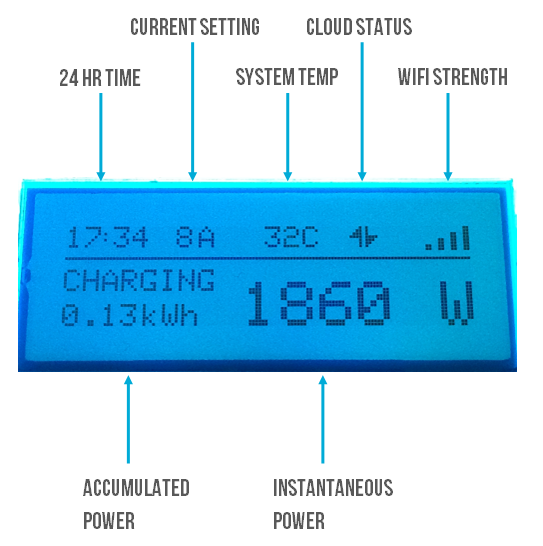 CURRENT SETTING CLOUD STATUS
24 HR TIME SYSTEM TEMP WIFI STRENGTH
17:34 8A 32C
CHARGING
0.13kWh 1860 W
ACCUMULATED INSTANTANEOUS
POWER POWER